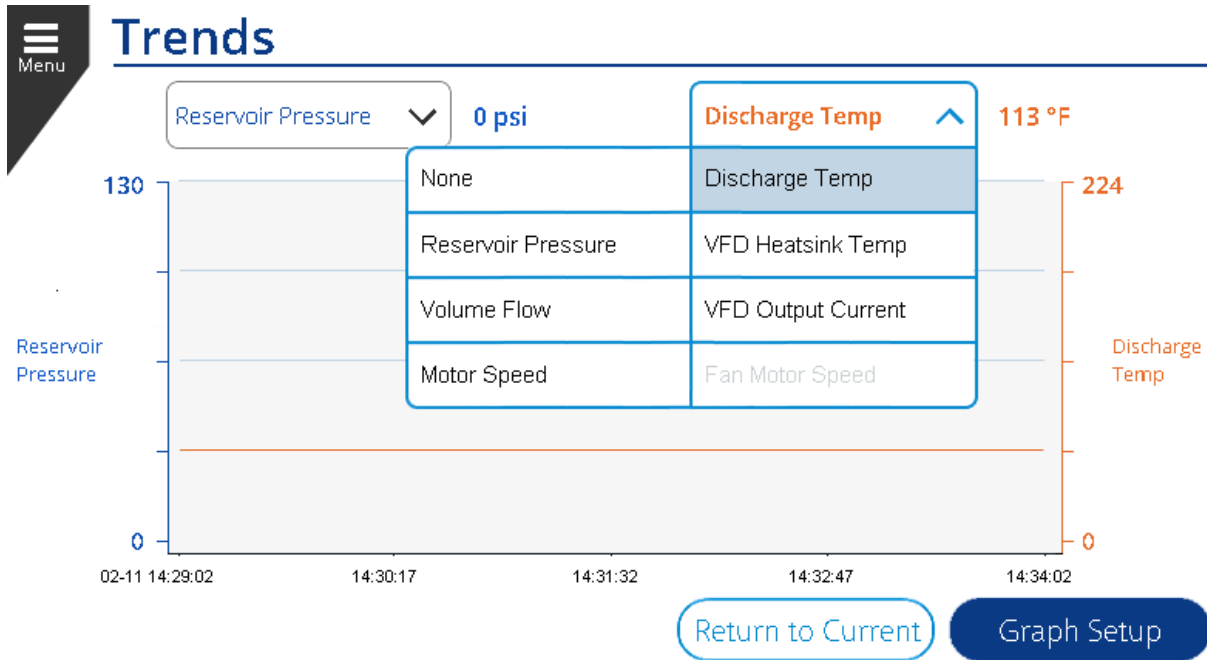 Trends
Menu
Reservoir Pressure
0 psi
Discharge Temp
113 °F
None
Discharge Temp
Reservoir Pressure
VFD Heatsink Temp
Volume Flow
VFD Output Current
Motor Speed
Fan Motor Speed
130
224
Reservoir
Pressure
Discharge
Temp
0
0
02-11 14:29:02
14:30:17
14:31:32
14:32:47
14:34:02
Return to Current
Graph Setup